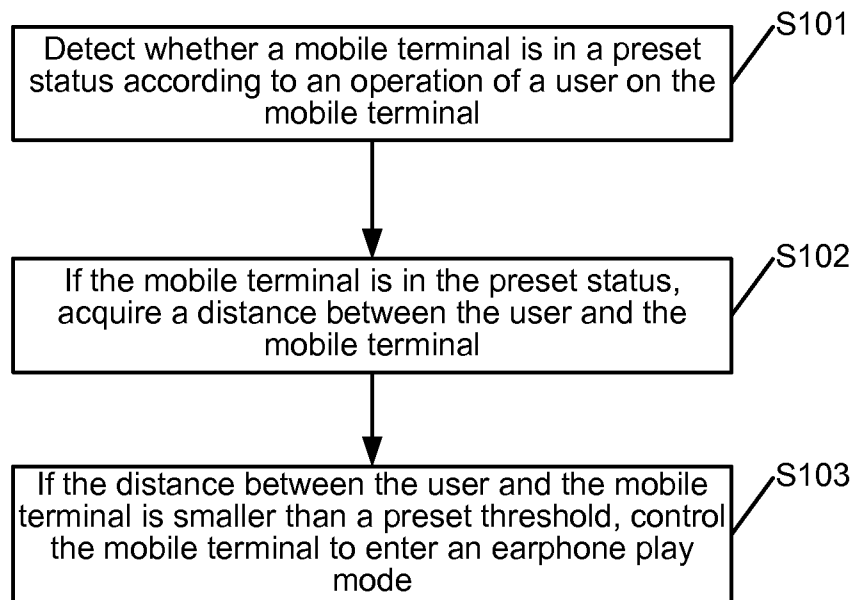 S101
Detect whether a mobile terminal is in a preset
status according to an operation of a user on the
mobile terminal
S102
If the mobile terminal is in the preset status,
acquire a distance between the user and the
mobile terminal
S103
If the distance between the user and the mobile
terminal is smaller than a preset threshold, control
the mobile terminal to enter an earphone play
mode